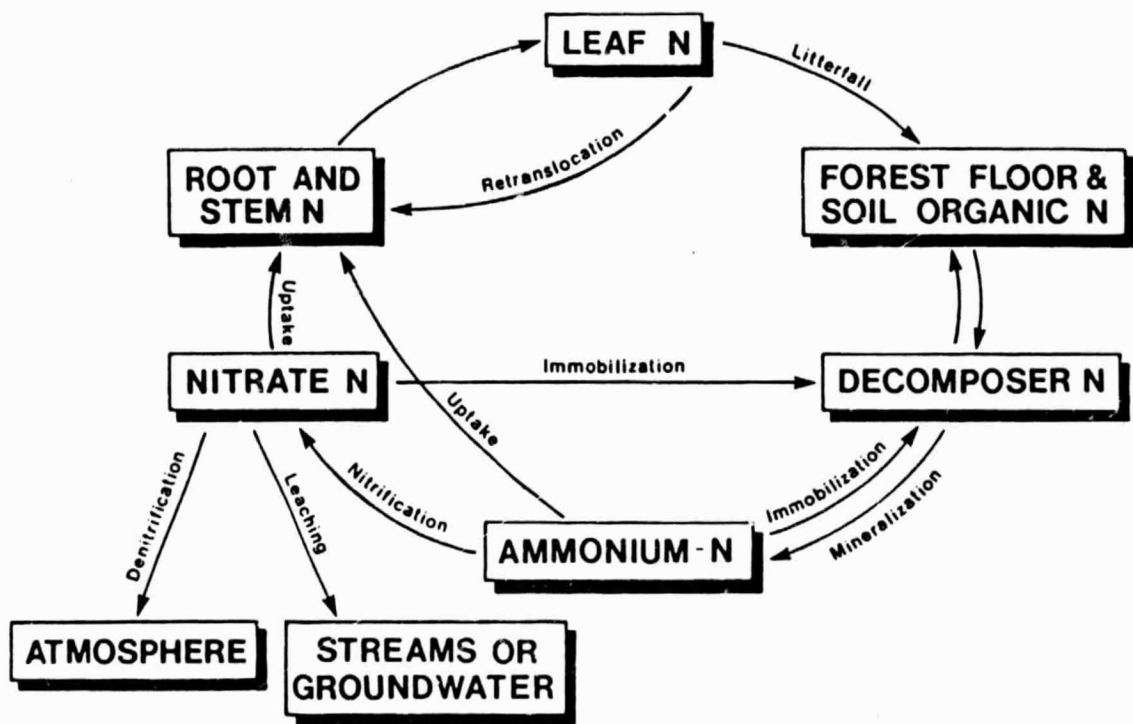 LEAF N
Litterfall
Retranslocation
ROOT AND
STEM N
FOREST FLOOR &
SOIL ORGANIC N
Uptake
NITRATE N
Immobilization
DECOMPOSER N
Uptake
Nitrification
Immobilization
Mineralization
Denitrification
Leaching
AMMONIUM-N
ATMOSPHERE
STREAMS OR
GROUNDWATER